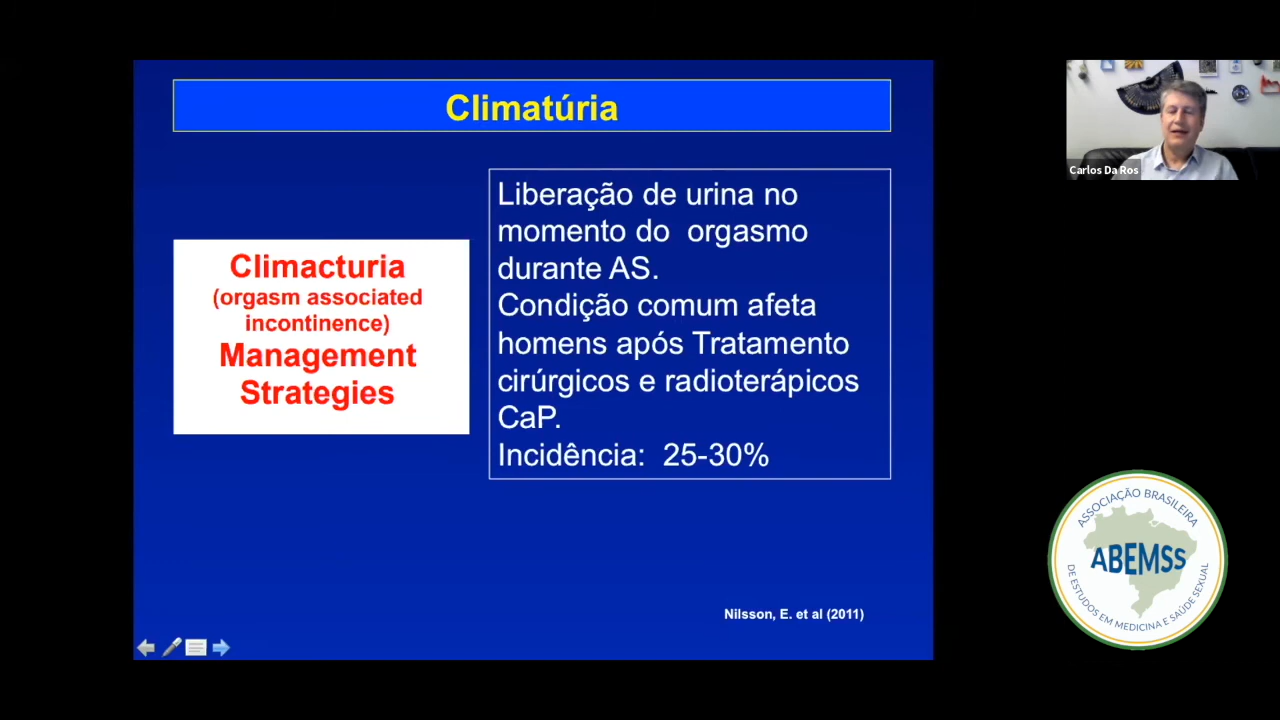 Climatúria
Climacturia
(orgasm associated
incontinence)
Management
Strategies
Liberação de urina no
momento do orgasmo
durante AS.
Condição comum afeta
homens após Tratamento
cirúrgicos e radioterápicos
CaP.
Incidência: 25-30%
Nilsson, E. et al (2011)
Carlos Da Ros
ASSOCIAÇÃO BRASILEIRA
ABEMSS
DE ESTUDOS EM MEDICINA E SAÚDE SEXUAL